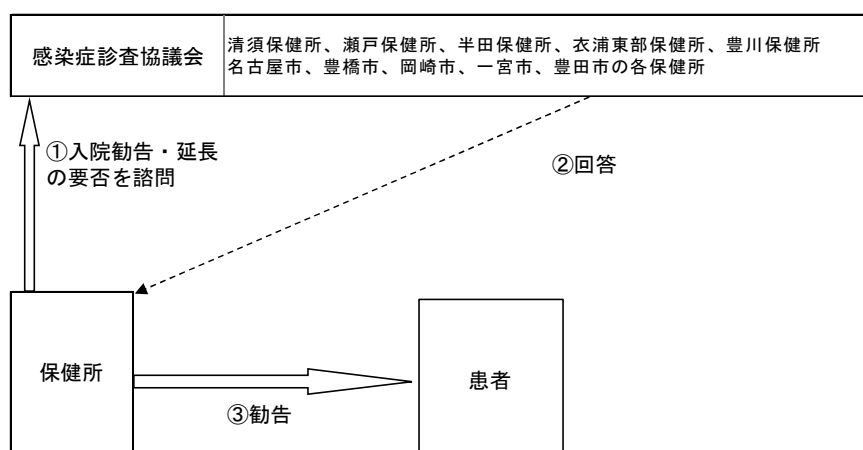 感染症診査協議会
清須保健所、瀬戸保健所、半田保健所、衣浦東部保健所、豊川保健所
名古屋市、豊橋市、岡崎市、一宮市、豊田市の各保健所
①入院勧告・延長
の要否を諮問
②回答
保健所
患者
③勧告